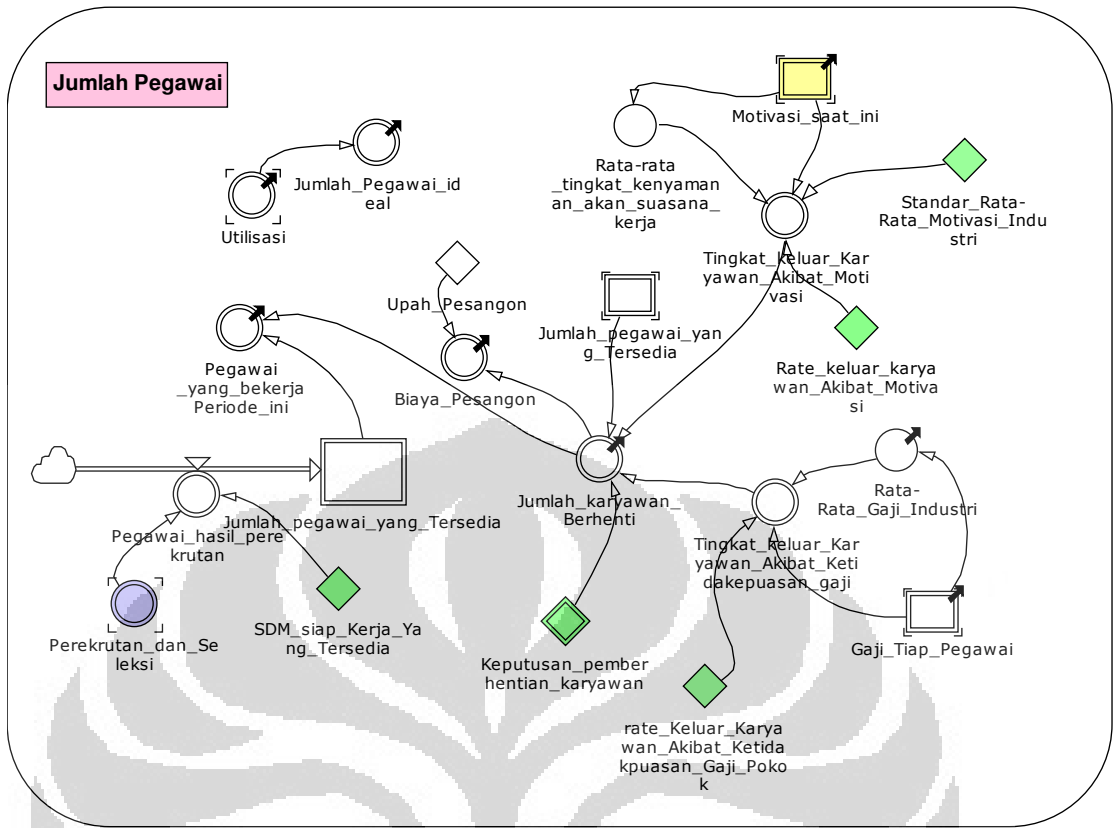 Jumlah Pegawai
Motivasi_saat_ini
Jumlah_Pegawai_id
eal
Rata-rata
_tingkat_kenyaman
an_akan_suasana_
kerja
Standar_Rata-
Rata_Motivasi_Indu
stri
Utilisasi
Tingkat_keluar_Kar
yawan_Akibat_Moti
vasi
Upah_Pesangon
Jumlah_pegawai_yan
g_Tersedia
Pegawai
_yang_bekerja
Periode_ini
Biaya_Pesangon
Rate_keluar_karya
wan_Akibat_Motiva
si
Jumlah_karyawan_
Berhenti
Rata-
Rata_Gaji_Industri
Jumlah_pegawai_yang_Tersedia
Pegawai_hasil_pere
krutan
Tingkat_keluar_Kar
yawan_Akibat_Keti
dakepuasan_gaji
Perekrutan_dan_Se
leksi
SDM_siap_Kerja_Ya
ng_Tersedia
Keputusan_pember
hentian_karyawan
Gaji_Tiap_Pegawai
rate_Keluar_Karya
wan_Akibat_Ketida
kpuasan_Gaji_Poko
k